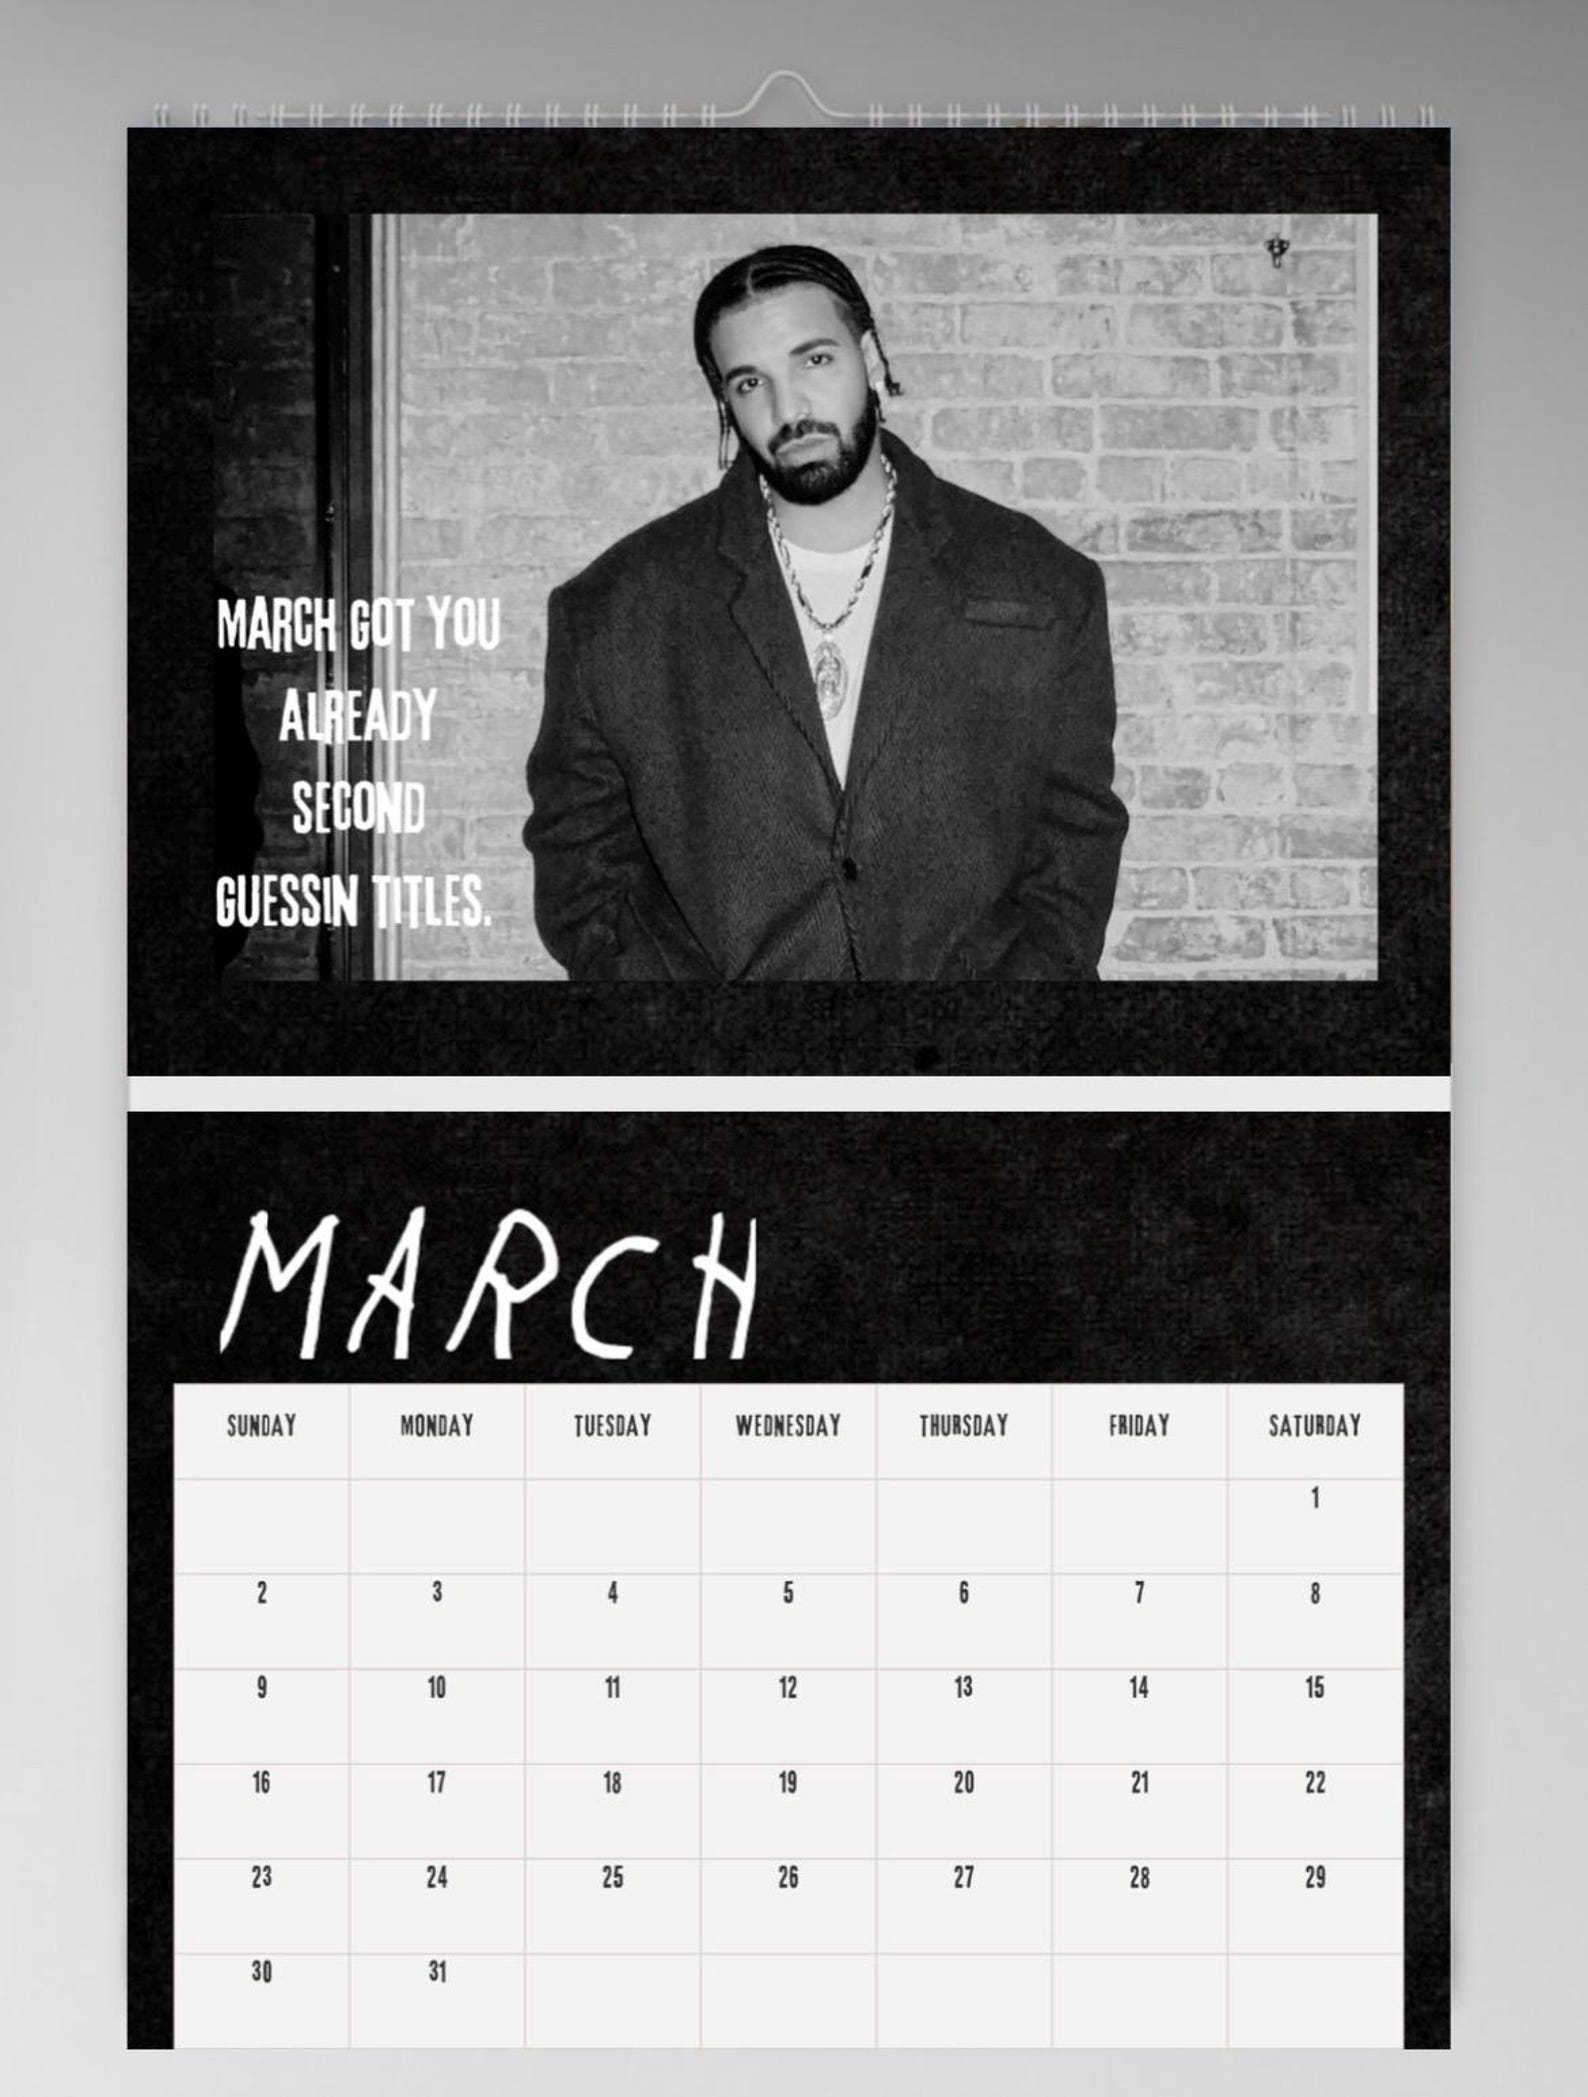 MARCH GOT YOU
ALREADY
SECOND
GUESSIN TITLES.
MARCH
SUNDAY MONDAY TUESDAY WEDNESDAY THURSDAY FRIDAY SATURDAY
1
2 3 4 5 6 7 8
9 10 11 12 13 14 15
16 17 18 19 20 21 22
23 24 25 26 27 28 29
30 31